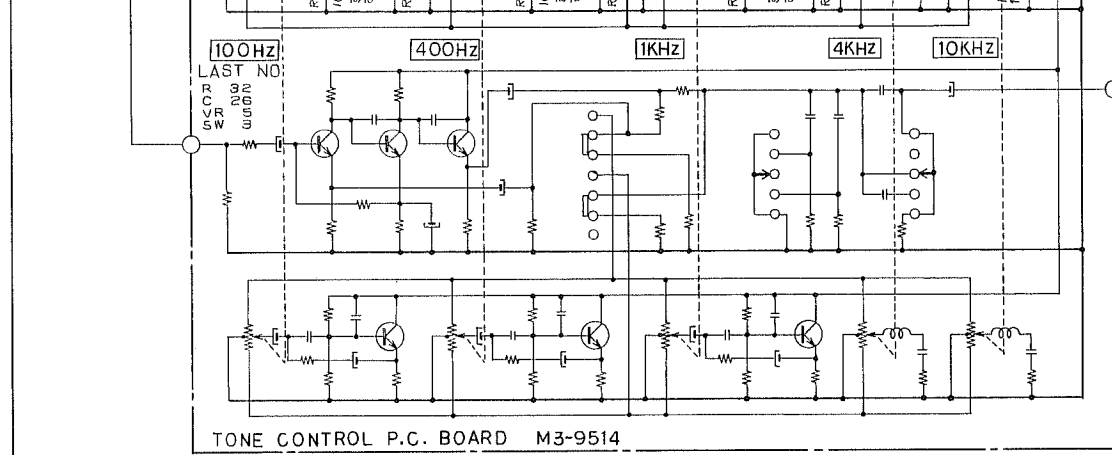 100Hz 400Hz 1KHz 4KHz 10KHz
LAST NO
R 32
C 26
VR 5
SW 3
TONE CONTROL P.C. BOARD M3-9514